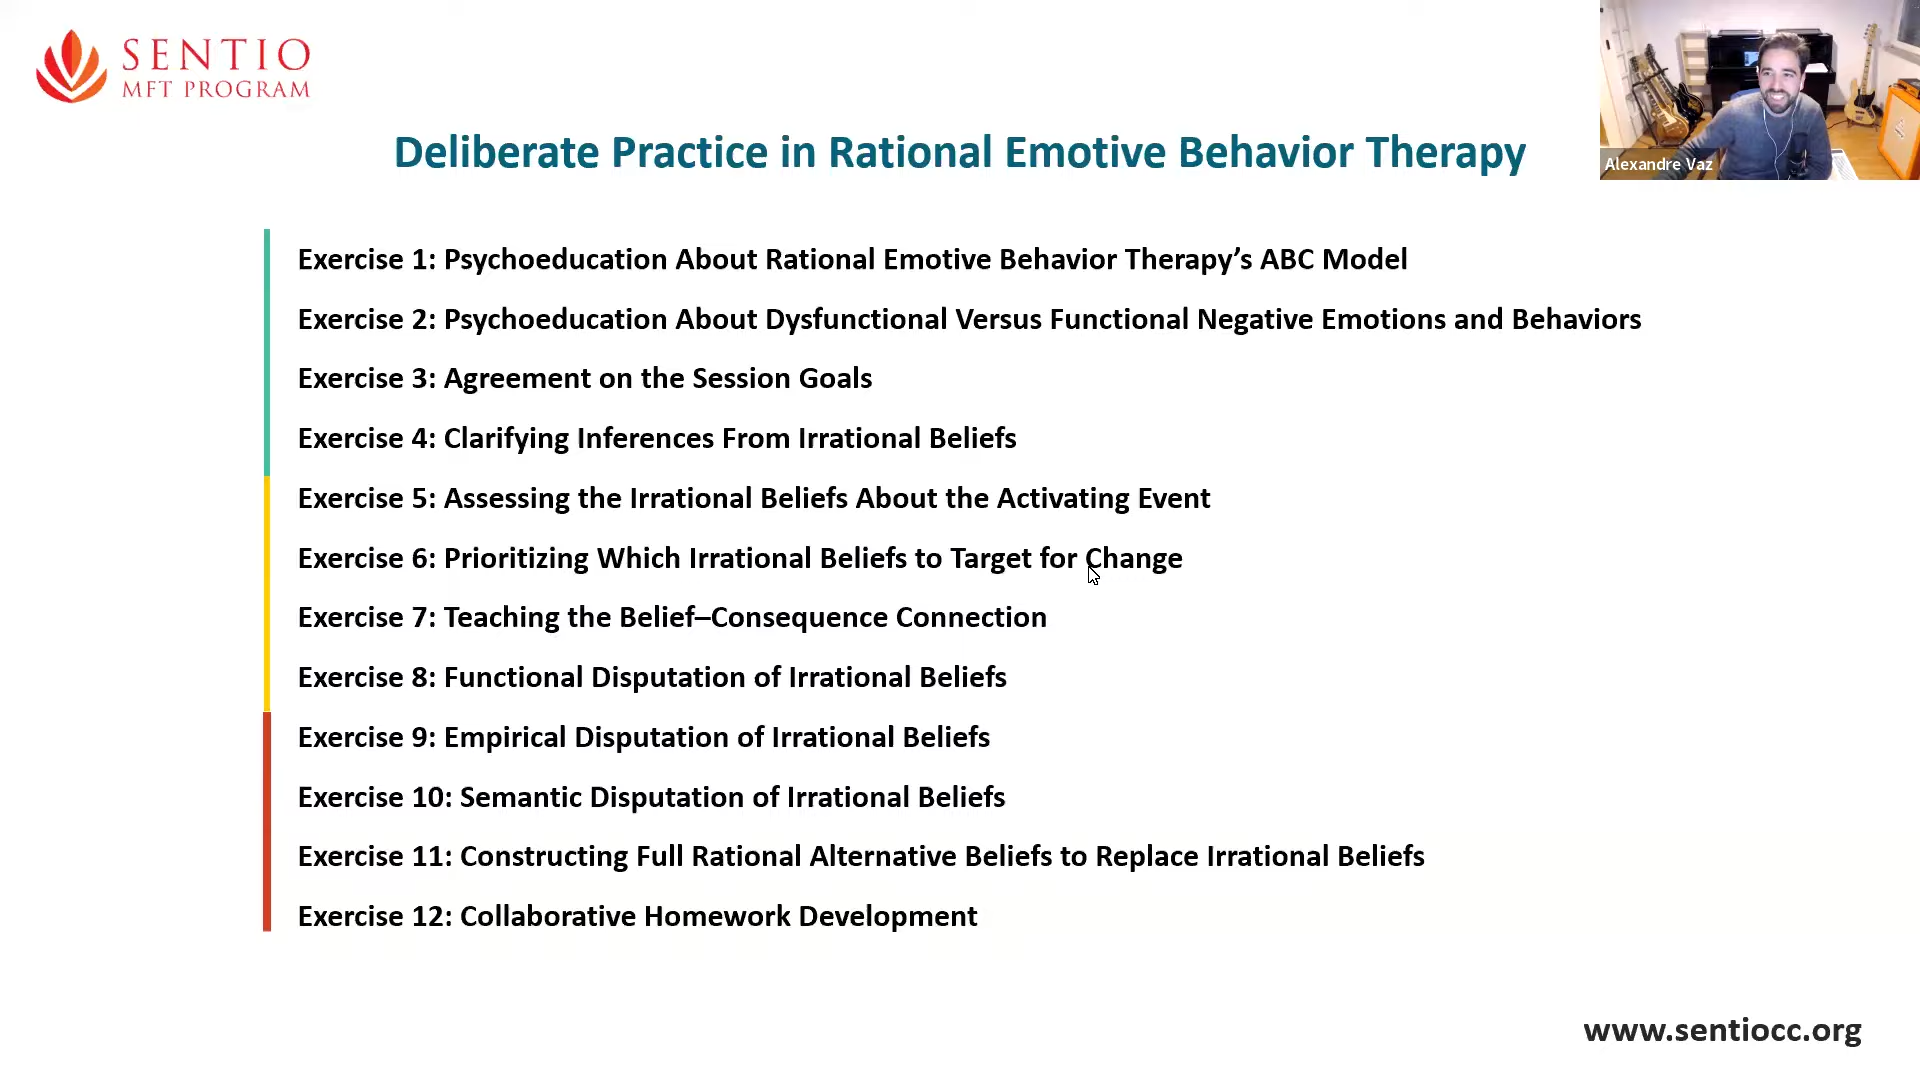 SENTIO
MFT PROGRAM
Alexandre Vaz
Deliberate Practice in Rational Emotive Behavior Therapy
Exercise 1: Psychoeducation About Rational Emotive Behavior Therapy’s ABC Model
Exercise 2: Psychoeducation About Dysfunctional Versus Functional Negative Emotions and Behaviors
Exercise 3: Agreement on the Session Goals
Exercise 4: Clarifying Inferences From Irrational Beliefs
Exercise 5: Assessing the Irrational Beliefs About the Activating Event
Exercise 6: Prioritizing Which Irrational Beliefs to Target for Change
Exercise 7: Teaching the Belief–Consequence Connection
Exercise 8: Functional Disputation of Irrational Beliefs
Exercise 9: Empirical Disputation of Irrational Beliefs
Exercise 10: Semantic Disputation of Irrational Beliefs
Exercise 11: Constructing Full Rational Alternative Beliefs to Replace Irrational Beliefs
Exercise 12: Collaborative Homework Development
www.sentiocc.org